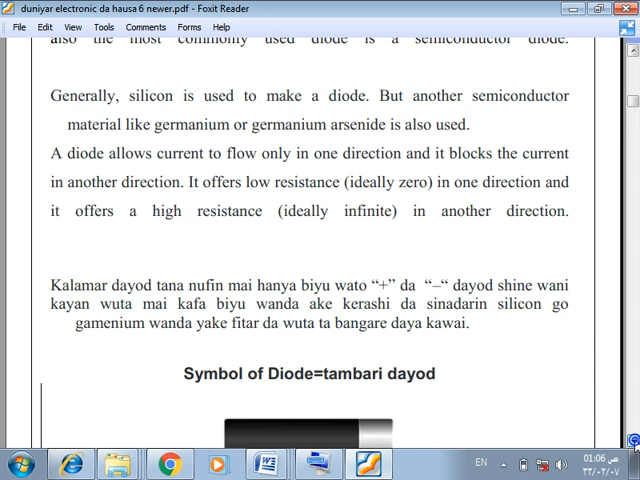 duniyar electronic da hausa 6 newer.pdf - Foxit Reader
File Edit View Tools Comments Forms Help
also the most commonly used diode is a semiconductor diode.
Generally, silicon is used to make a diode. But another semiconductor
material like germanium or germanium arsenide is also used.
A diode allows current to flow only in one direction and it blocks the current
in another direction. It offers low resistance (ideally zero) in one direction and
it offers a high resistance (ideally infinite) in another direction.
Kalamar dayod tana nufin mai hanya biyu wato “+” da “–“ dayod shine wani
kayan wuta mai kafa biyu wanda ake kerashi da sinadarin silicon go
gamenium wanda yake fitar da wuta ta bangare daya kawai.
Symbol of Diode=tambari dayod
EN
01:06 ص
٣٣/٠٢/٠٧